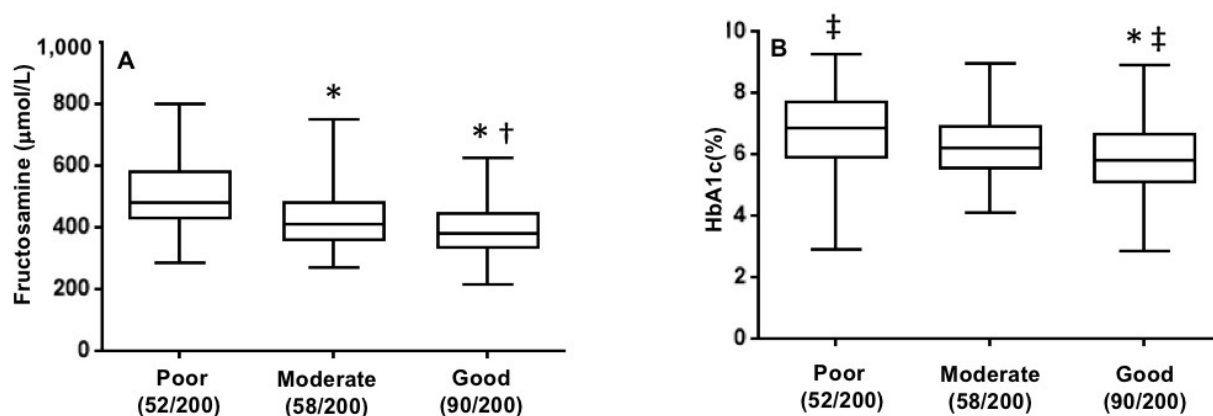 A
Fructosamine (μmol/L)
1,000
800
600
400
200
0
*
* †
Poor
(52/200)
Moderate
(58/200)
Good
(90/200)
B
HbA1c(%)
10
8
6
4
2
0
‡
* ‡
Poor
(52/200)
Moderate
(58/200)
Good
(90/200)